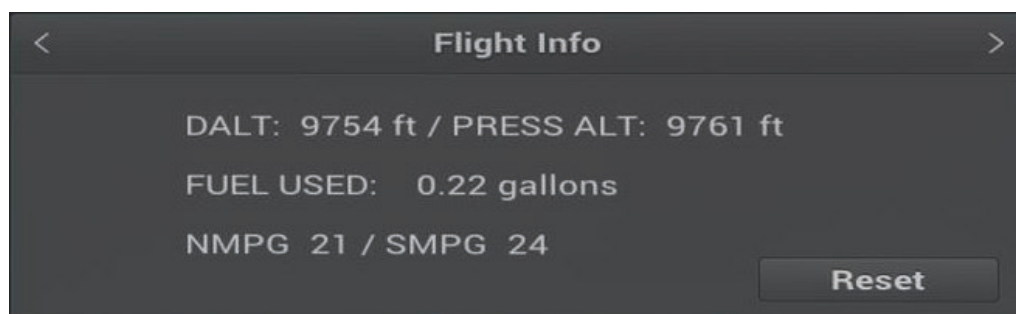 < Flight Info >
DALT: 9754 ft / PRESS ALT: 9761 ft
FUEL USED: 0.22 gallons
NMPG 21 / SMPG 24
Reset